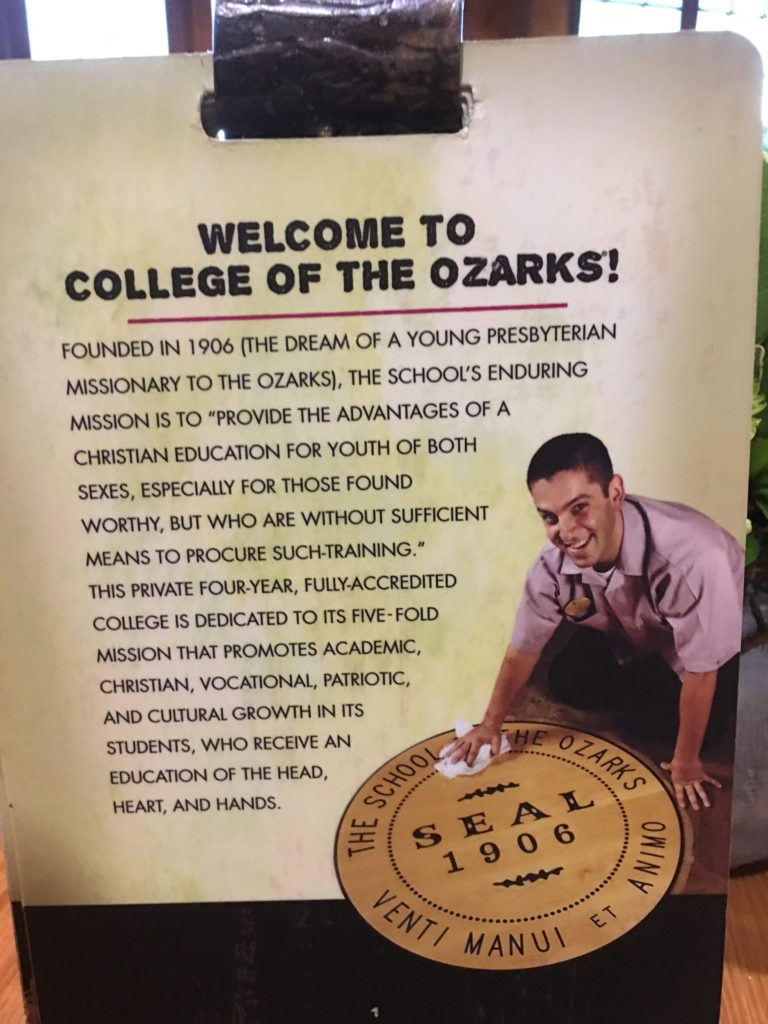 WELCOME TO
COLLEGE OF THE OZARKS®!
FOUNDED IN 1906 (THE DREAM OF A YOUNG PRESBYTERIAN
MISSIONARY TO THE OZARKS), THE SCHOOL'S ENDURING
MISSION IS TO "PROVIDE THE ADVANTAGES OF A
CHRISTIAN EDUCATION FOR YOUTH OF BOTH
SEXES, ESPECIALLY FOR THOSE FOUND
WORTHY, BUT WHO ARE WITHOUT SUFFICIENT
MEANS TO PROCURE SUCH-TRAINING."
THIS PRIVATE FOUR-YEAR, FULLY-ACCREDITED
COLLEGE IS DEDICATED TO ITS FIVE-FOLD
MISSION THAT PROMOTES ACADEMIC,
CHRISTIAN, VOCATIONAL, PATRIOTIC,
AND CULTURAL GROWTH IN ITS
STUDENTS, WHO RECEIVE AN
EDUCATION OF THE HEAD,
HEART, AND HANDS.
THE SCHOOL THE OZARKS
SEAL
1906
VENTI MANUI ET ANIMO
1